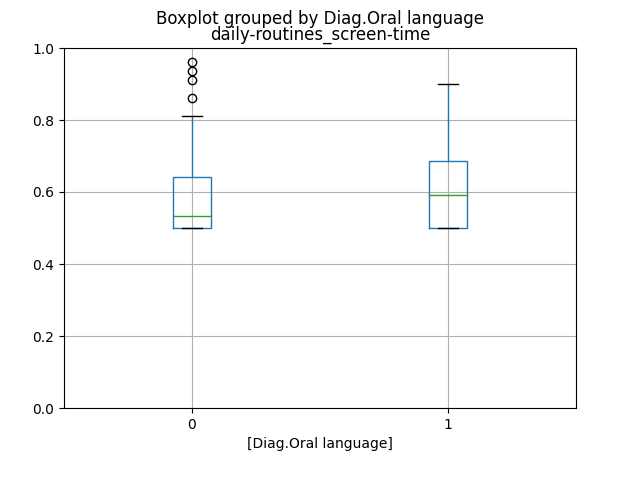 Boxplot grouped by Diag.Oral language
daily-routines_screen-time
1.0
0.8
0.6
0.4
0.2
0.0
0
1
[Diag.Oral language]